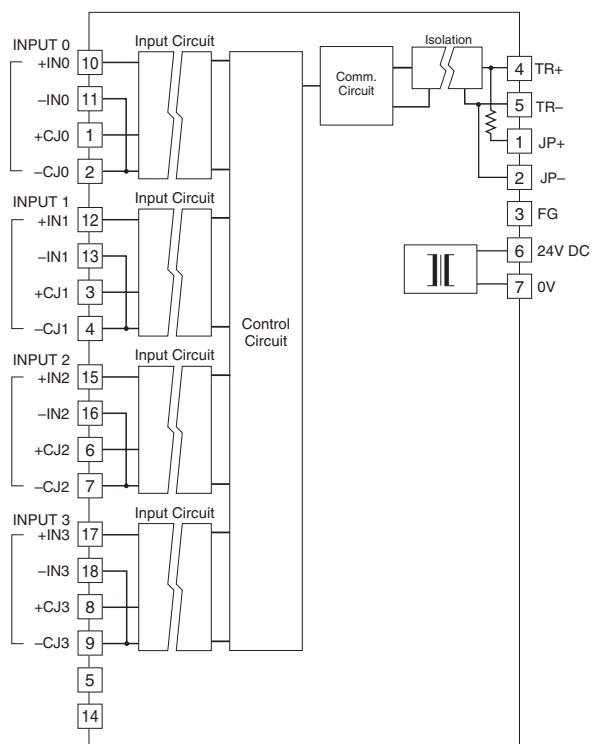 INPUT 0
Input Circuit
+IN0 10
–IN0 11
+CJ0 1
–CJ0 2
INPUT 1
Input Circuit
+IN1 12
–IN1 13
+CJ1 3
–CJ1 4
INPUT 2
Input Circuit
+IN2 15
–IN2 16
+CJ2 6
–CJ2 7
INPUT 3
Input Circuit
+IN3 17
–IN3 18
+CJ3 8
–CJ3 9
5
14
Control
Circuit
Comm.
Circuit
Isolation
4 TR+
5 TR–
1 JP+
2 JP–
3 FG
6 24V DC
7 0V